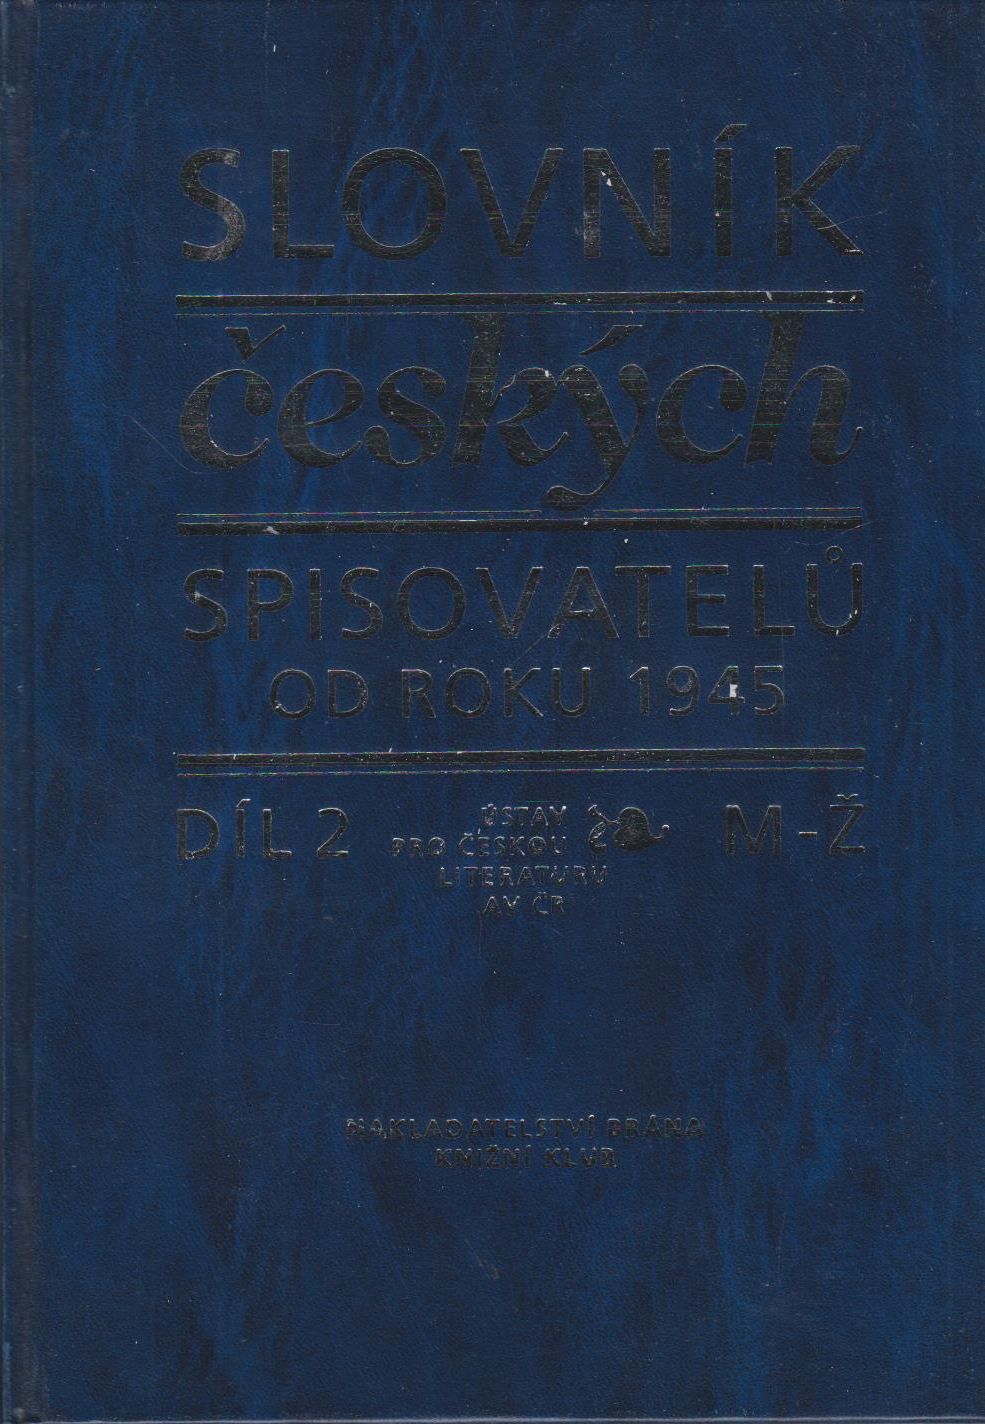 SLOVNÍK
českých
SPISOVATELŮ
OD ROKU 1945
DÍL 2
ÚSTAV
PRO ČESKOU
LITERATURU
AV ČR
M-Ž
NAKLADATELSTVÍ BRÁNA
KNIŽNÍ KLUB